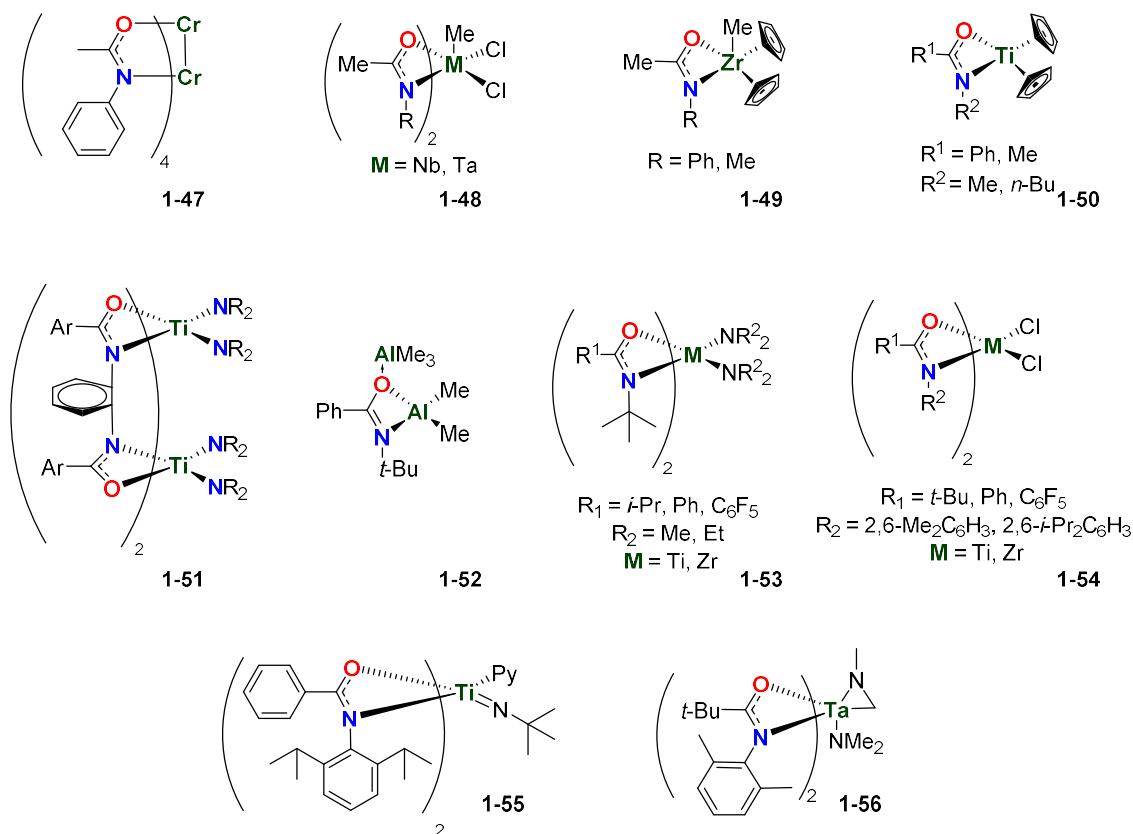 O Cr
N Cr
4
1-47
Me O Me Cl
M
N Cl
R
2
M = Nb, Ta
1-48
Me O Me
Zr
N
R
R = Ph, Me
1-49
R¹ O
Ti
N
R²
R¹ = Ph, Me
R² = Me, n-Bu
1-50
Ar O Ti NR₂
N NR₂
N Ti NR₂
Ar O NR₂
2
1-51
AlMe₃
O Me
Ph Al
N Me
t-Bu
1-52
R¹ O NR²₂
M
N NR²₂
2
R₁ = i-Pr, Ph, C₆F₅
R₂ = Me, Et
M = Ti, Zr
1-53
R¹ O Cl
M
N Cl
R²
2
R₁ = t-Bu, Ph, C₆F₅
R₂ = 2,6-Me₂C₆H₃, 2,6-i-Pr₂C₆H₃
M = Ti, Zr
1-54
O Py
Ti
N N
2
1-55
O N
t-Bu Ta
N NMe₂
2
1-56